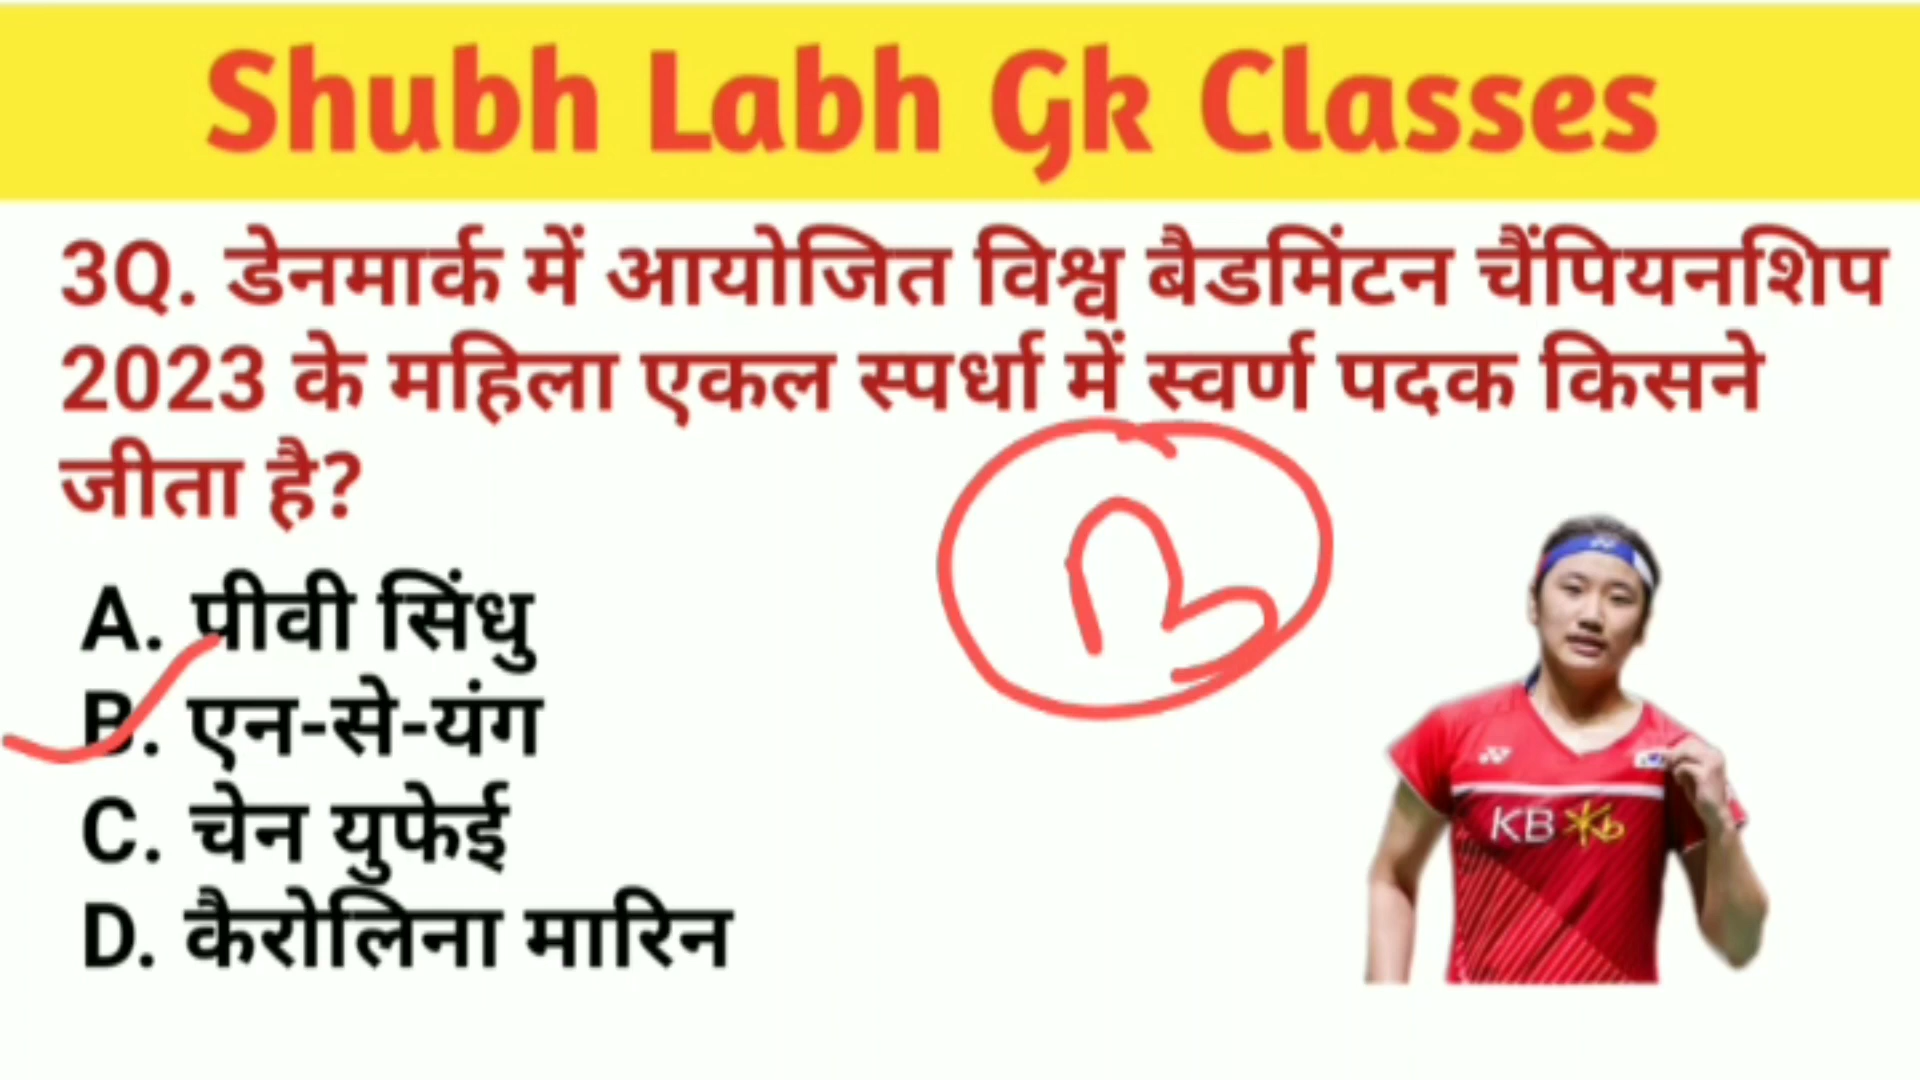 Shubh Labh Gk Classes
3Q. डेनमार्क में आयोजित विश्व बैडमिंटन चैंपियनशिप
2023 के महिला एकल स्पर्धा में स्वर्ण पदक किसने
जीता है?
B
A. पीवी सिंधु
B. एन-से-यंग
C. चेन युफेई
D. कैरोलिना मारिन
KB